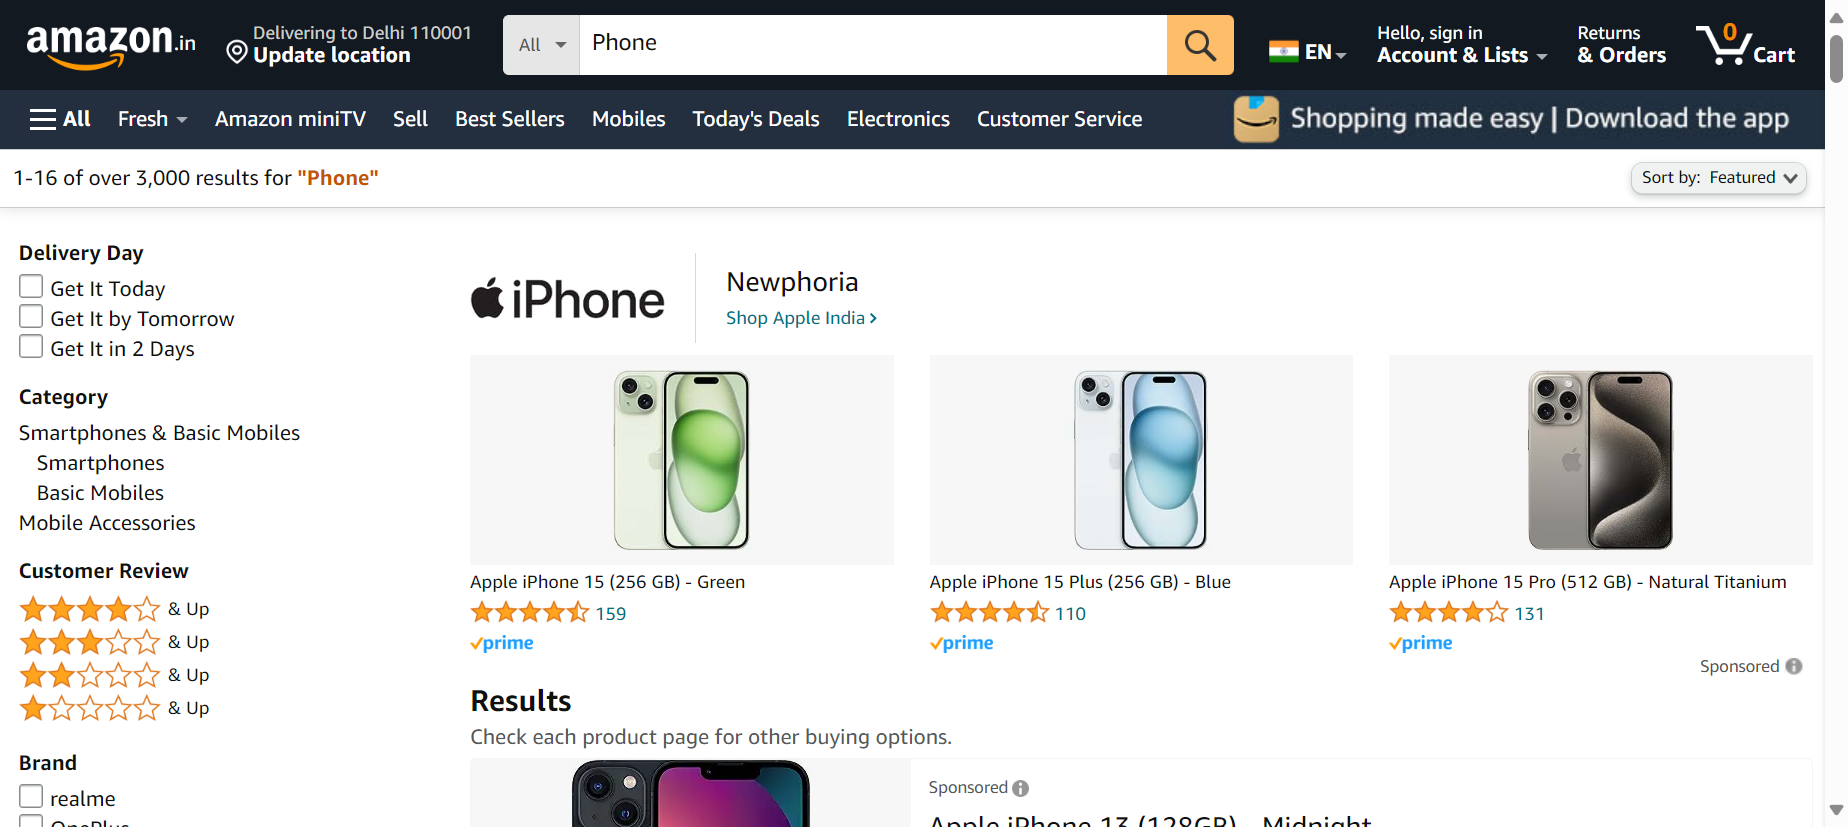 amazon.in
Delivering to Delhi 110001
Update location
All
Phone
EN
Hello, sign in
Account & Lists
Returns
& Orders
0
Cart
All
Fresh
Amazon miniTV
Sell
Best Sellers
Mobiles
Today's Deals
Electronics
Customer Service
Shopping made easy | Download the app
1-16 of over 3,000 results for "Phone"
Sort by: Featured
Delivery Day
Get It Today
Get It by Tomorrow
Get It in 2 Days
Category
Smartphones & Basic Mobiles
Smartphones
Basic Mobiles
Mobile Accessories
Customer Review
& Up
& Up
& Up
& Up
Brand
realme
OnePlus
iPhone
Newphoria
Shop Apple India
Apple iPhone 15 (256 GB) - Green
159
prime
Apple iPhone 15 Plus (256 GB) - Blue
110
prime
Apple iPhone 15 Pro (512 GB) - Natural Titanium
131
prime
Sponsored
Results
Check each product page for other buying options.
Sponsored
Apple iPhone 13 (128GB) - Midnight